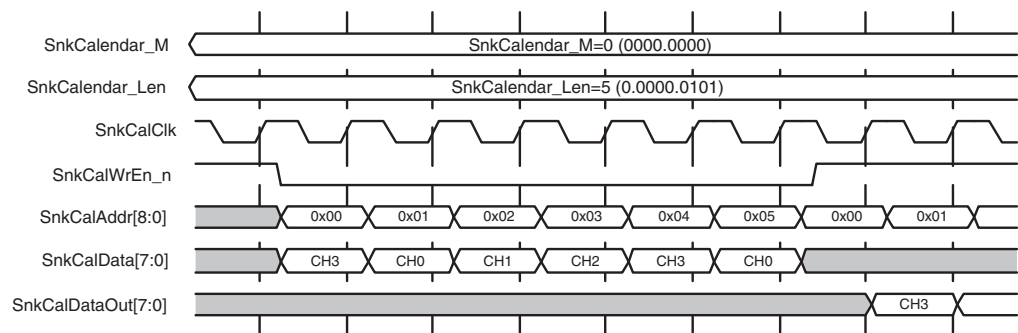 SnkCalendar_M
SnkCalendar_M=0 (0000.0000)
SnkCalendar_Len
SnkCalendar_Len=5 (0.0000.0101)
SnkCalClk
SnkCalWrEn_n
SnkCalAddr[8:0] 0x00 0x01 0x02 0x03 0x04 0x05 0x00 0x01
SnkCalData[7:0] CH3 CH0 CH1 CH2 CH3 CH0
SnkCalDataOut[7:0] CH3